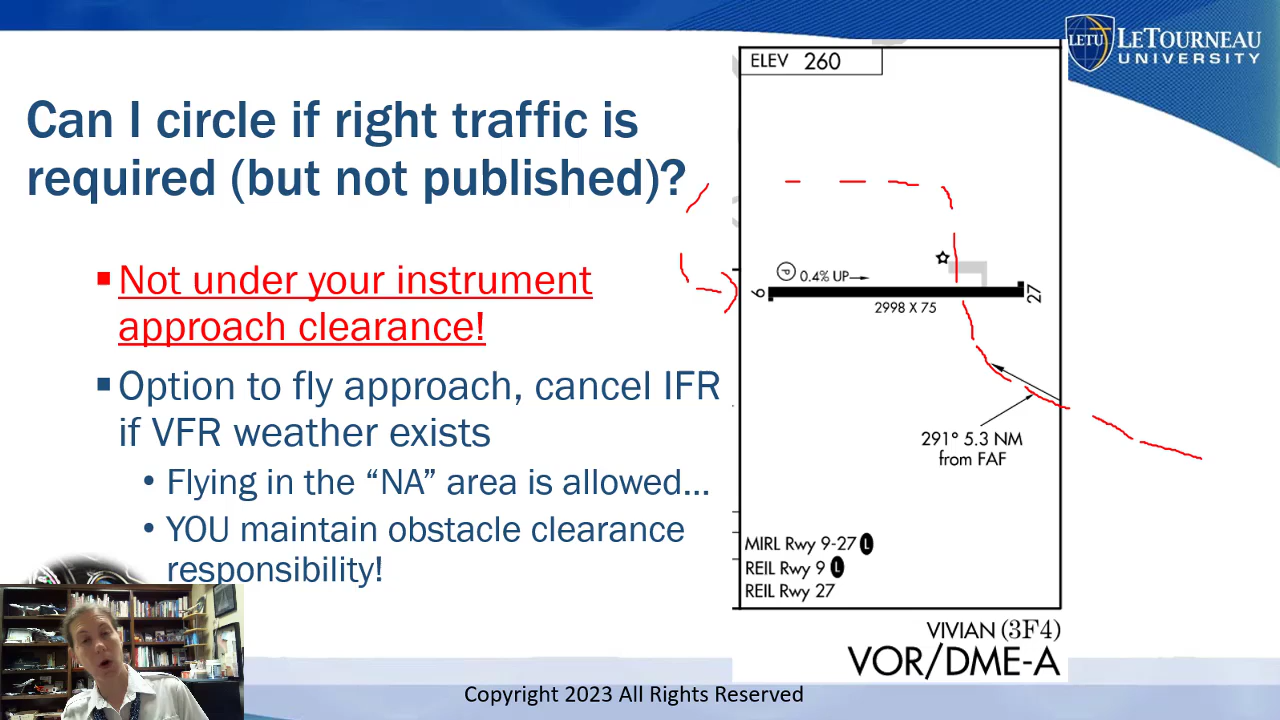 LETU LETOURNEAU
UNIVERSITY
Can I circle if right traffic is
required (but not published)?
Not under your instrument
approach clearance!
Option to fly approach, cancel IFR
if VFR weather exists
• Flying in the “NA” area is allowed...
• YOU maintain obstacle clearance
responsibility!
ELEV 260
P 0.4% UP
9
27
2998 X 75
291° 5.3 NM
from FAF
MIRL Rwy 9-27 L
REIL Rwy 9 L
REIL Rwy 27
VIVIAN (3F4)
VOR/DME-A
Copyright 2023 All Rights Reserved